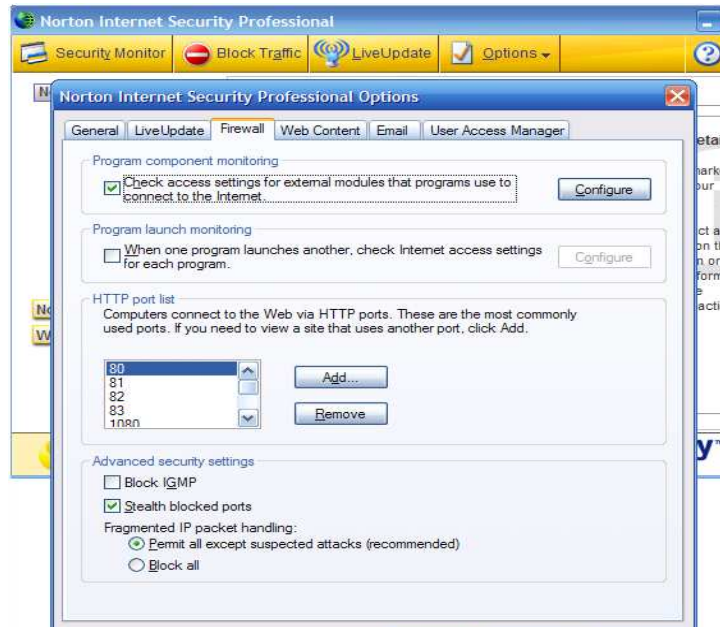 Norton Internet Security Professional
Security Monitor Block Traffic LiveUpdate Options
Norton Internet Security Professional Options
General LiveUpdate Firewall Web Content Email User Access Manager
Program component monitoring
Check access settings for external modules that programs use to
connect to the Internet.
Configure
Program launch monitoring
When one program launches another, check Internet access settings
for each program.
Configure
HTTP port list
Computers connect to the Web via HTTP ports. These are the most commonly
used ports. If you need to view a site that uses another port, click Add.
80
81
82
83
1080
Add...
Remove
Advanced security settings
Block IGMP
Stealth blocked ports
Fragmented IP packet handling:
Permit all except suspected attacks (recommended)
Block all